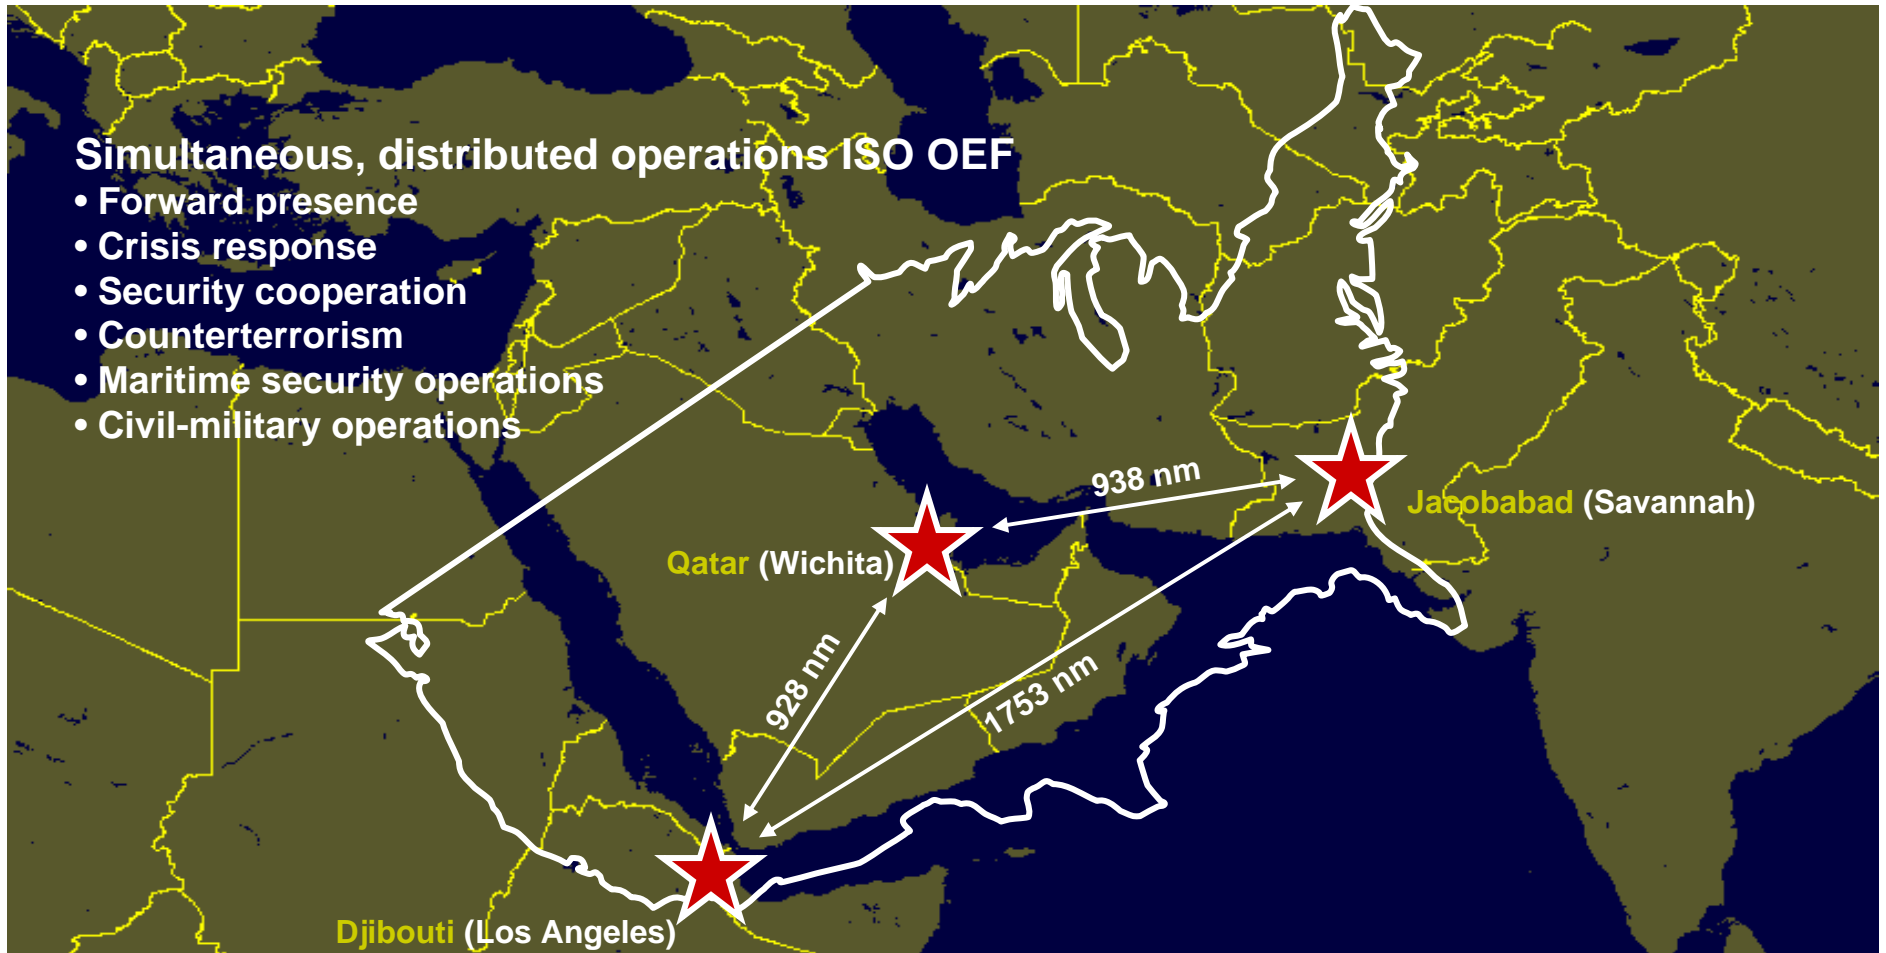 Simultaneous, distributed operations ISO OEF
• Forward presence
• Crisis response
• Security cooperation
• Counterterrorism
• Maritime security operations
• Civil-military operations
938 nm
Jacobabad (Savannah)
Qatar (Wichita)
928 nm
1753 nm
Djibouti (Los Angeles)